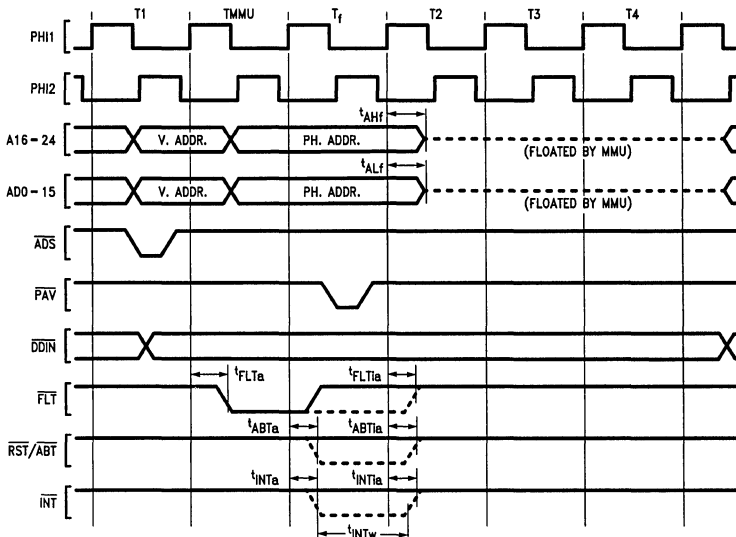 T1 TMMU Tf T2 T3 T4
PHI1
PHI2
tAHf
A16-24 V. ADDR. PH. ADDR. (FLOATED BY MMU)
tALf
AD0-15 V. ADDR. PH. ADDR. (FLOATED BY MMU)
ADS
PAV
DDIN
tFLTa tFLTia
FLT
tABTa tABTia
RST/ABT
tINTa tINTia
INT
tINTw